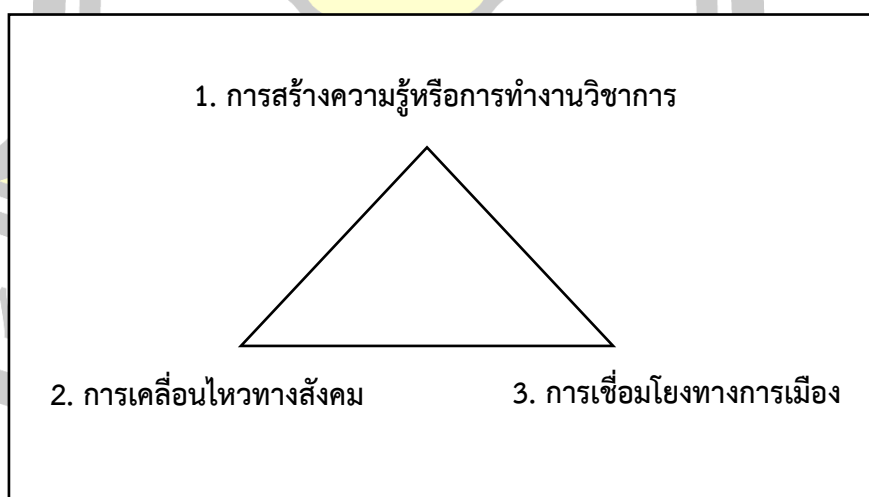 1. การสร้างความรู้หรือการทำงานวิชาการ
2. การเคลื่อนไหวทางสังคม
3. การเชื่อมโยงทางการเมือง